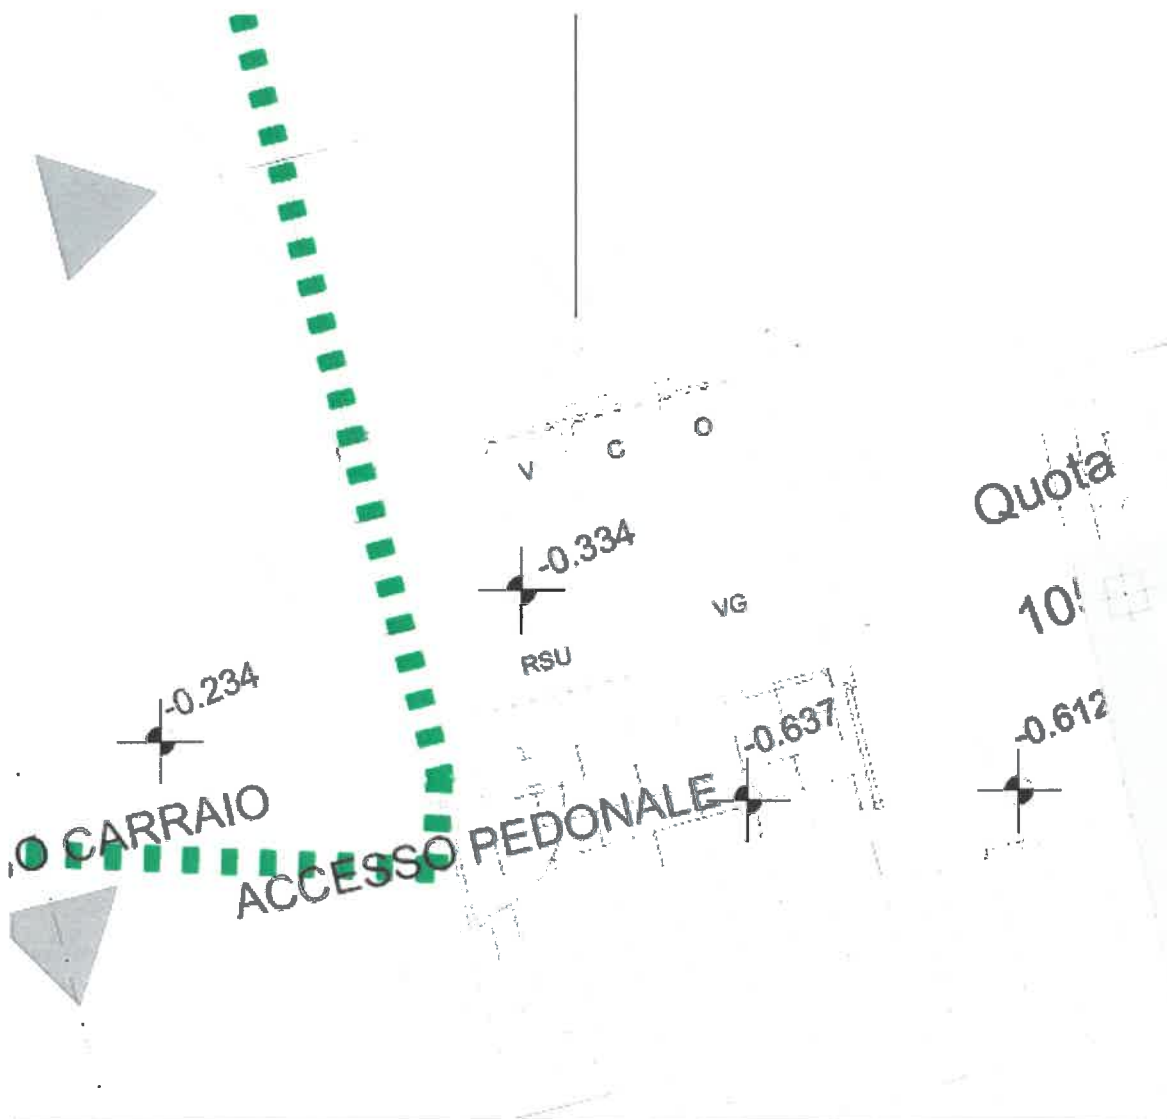 V C O
Quota
-0.334
VG
10
RSU
-0.234
-0.637
-0.612
O CARRAIO
ACCESSO PEDONALE